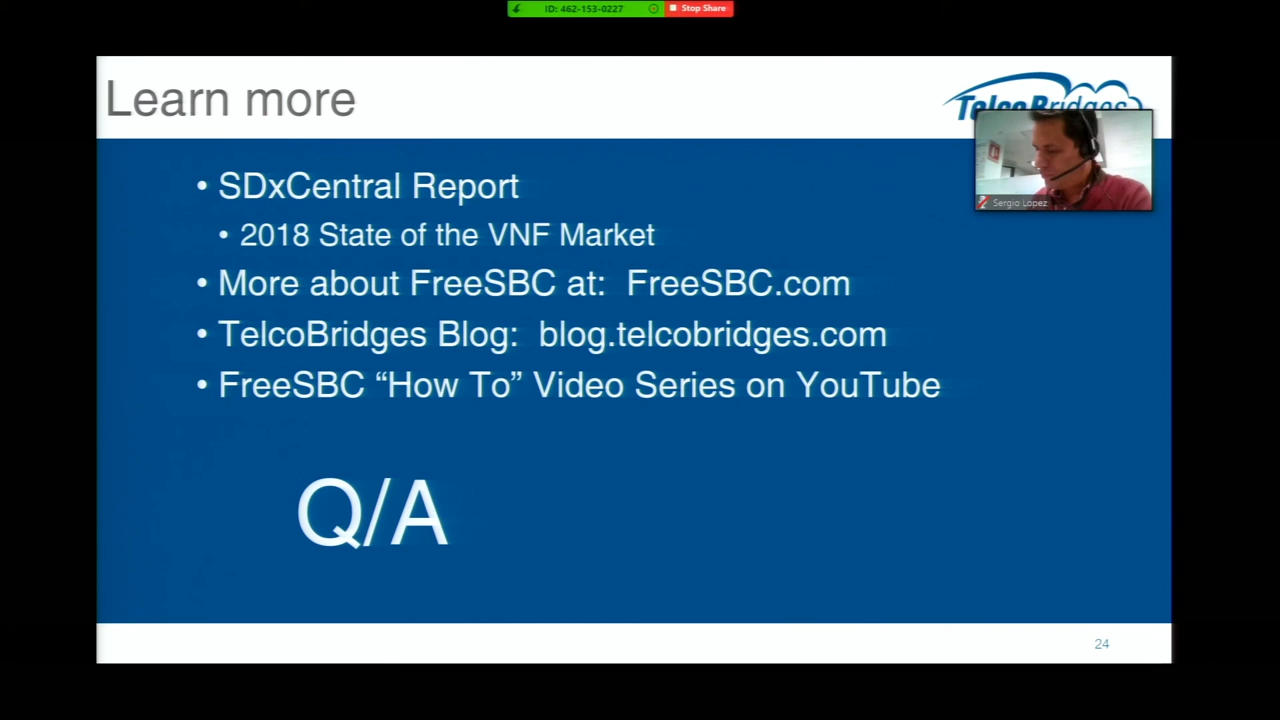 ID: 462-153-0227
Stop Share
Learn more
TelcoBridges
• SDxCentral Report
• 2018 State of the VNF Market
• More about FreeSBC at: FreeSBC.com
• TelcoBridges Blog: blog.telcobridges.com
• FreeSBC “How To” Video Series on YouTube
Sergio Lopez
Q/A
24